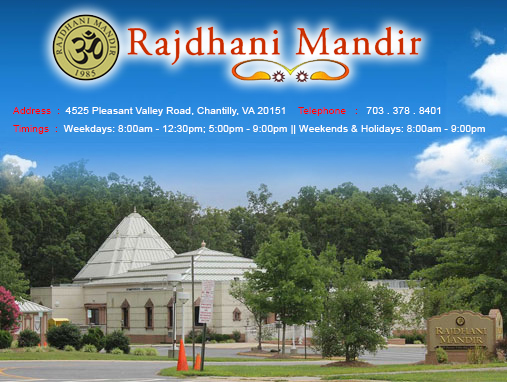 RAJDHANI MANDIR
ॐ
1985
Rajdhani Mandir
Address : 4525 Pleasant Valley Road, Chantilly, VA 20151 Telephone : 703 . 378 . 8401
Timings : Weekdays: 8:00am - 12:30pm; 5:00pm - 9:00pm || Weekends & Holidays: 8:00am - 9:00pm
RAJDHANI
MANDIR